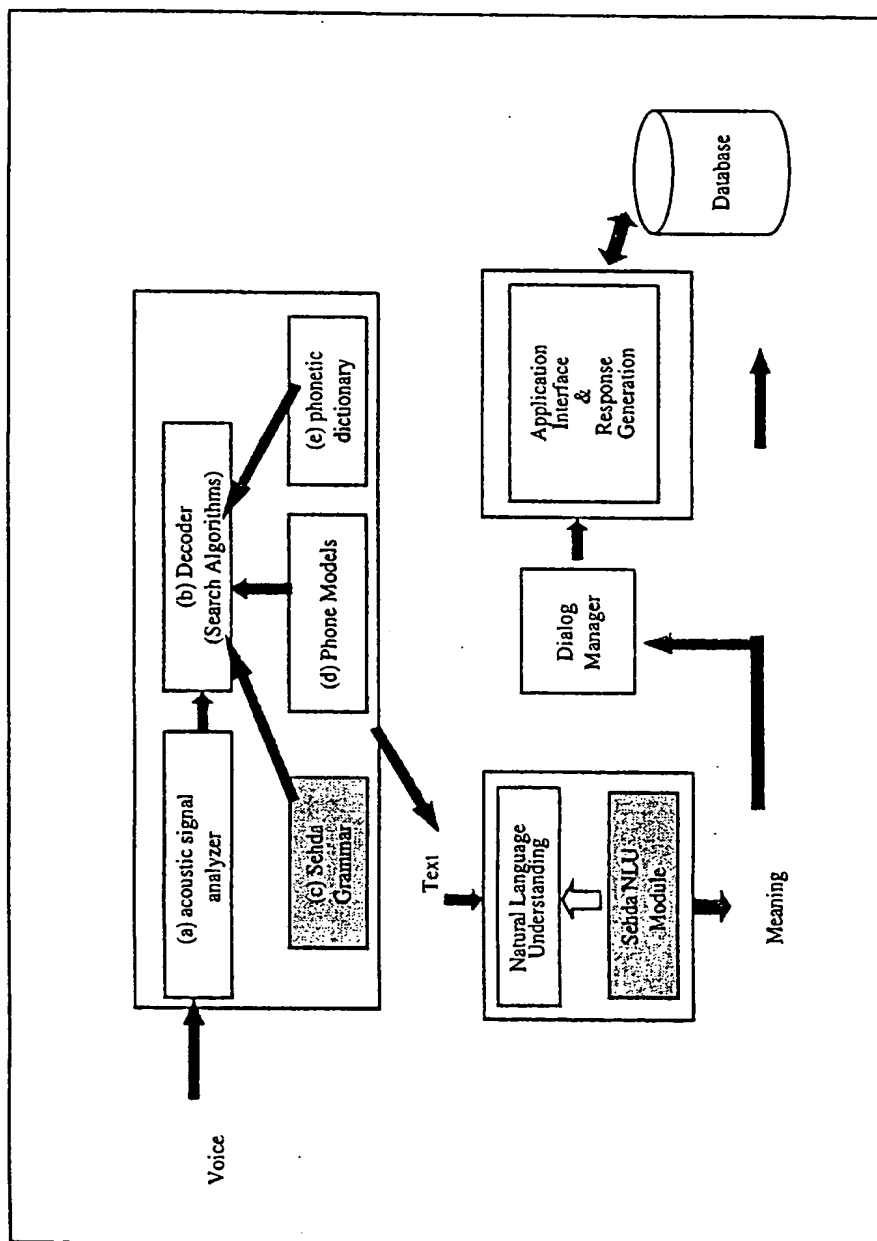 Voice
(a) acoustic signal
analyzer
(b) Decoder
(Search Algorithms)
(c) Sehda
Grammar
(d) Phone Models
(e) phonetic
dictionary
Text
Natural Language
Understanding
Sehda NLU
Module
Meaning
Dialog
Manager
Application
Interface
&
Response
Generation
Database